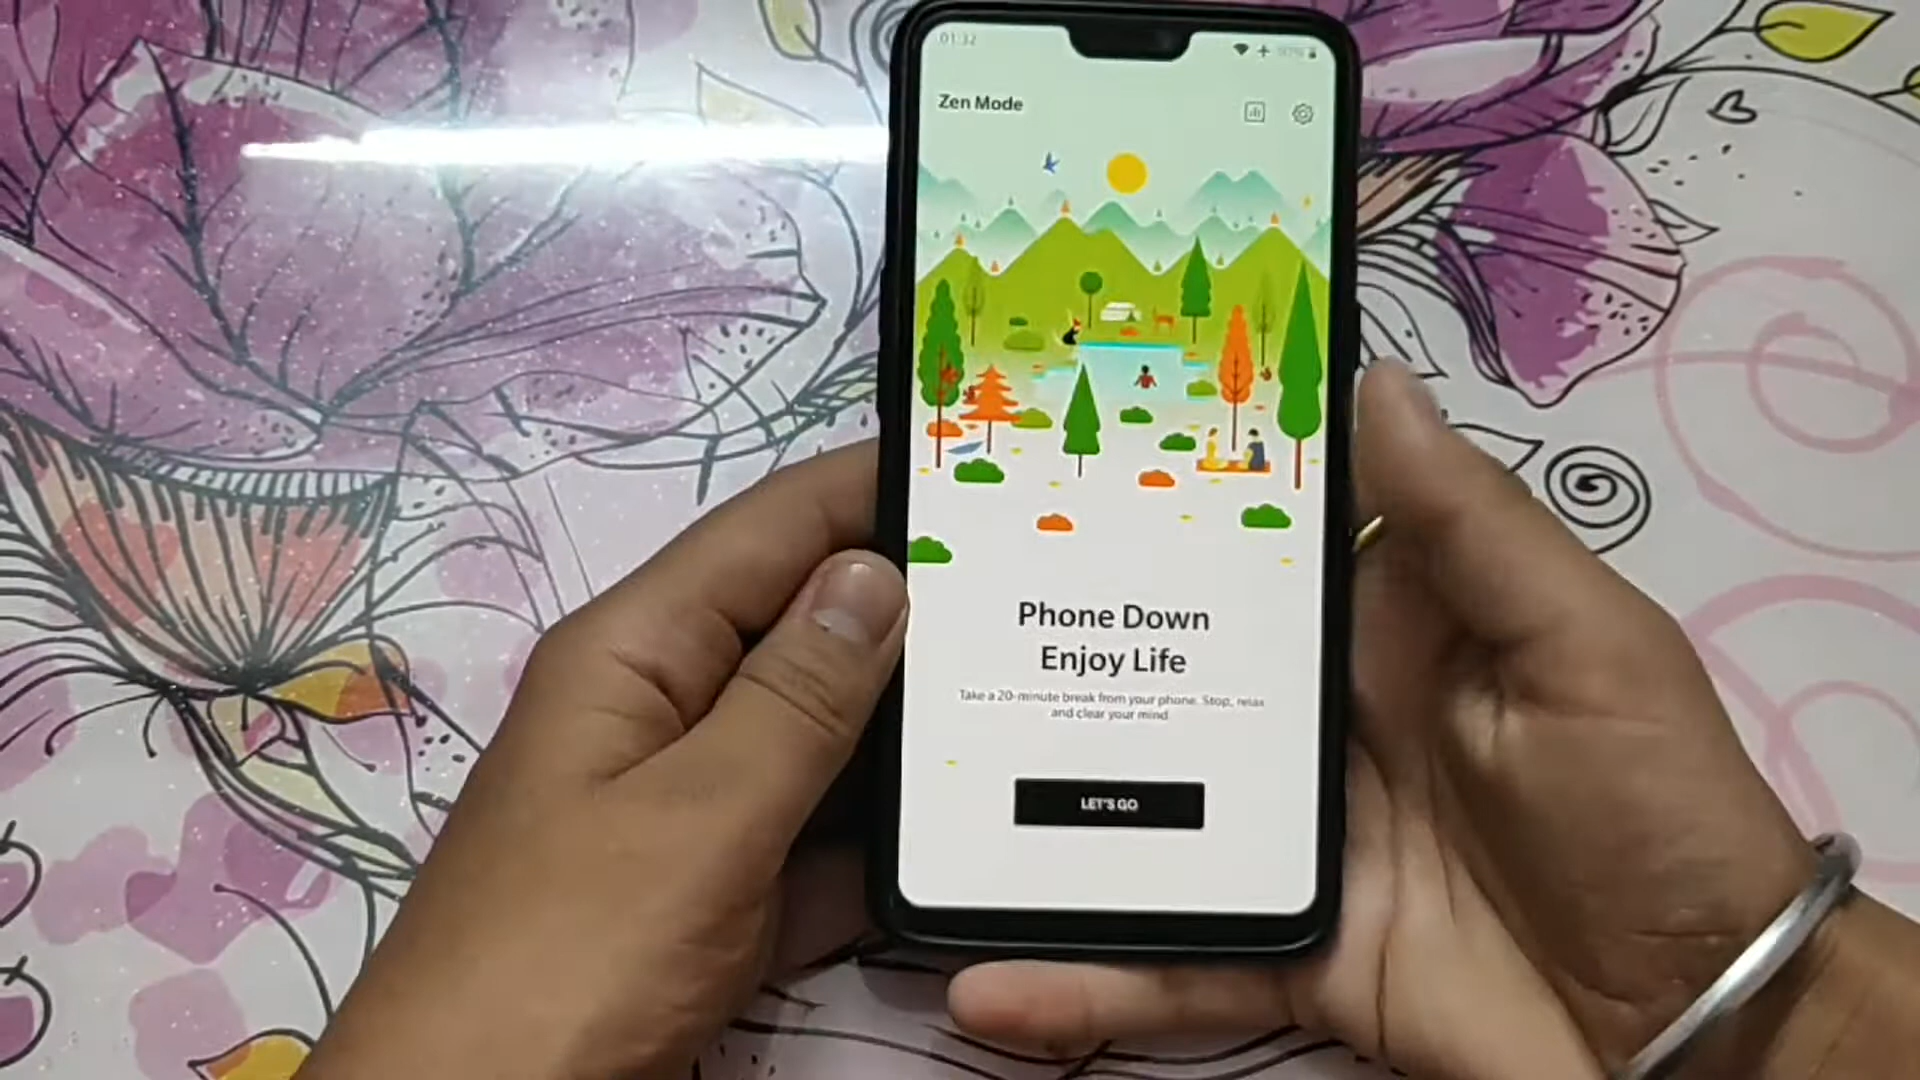 01:32
Zen Mode
Phone Down
Enjoy Life
Take a 20-minute break from your phone. Stop, relax
and clear your mind.
LET'S GO